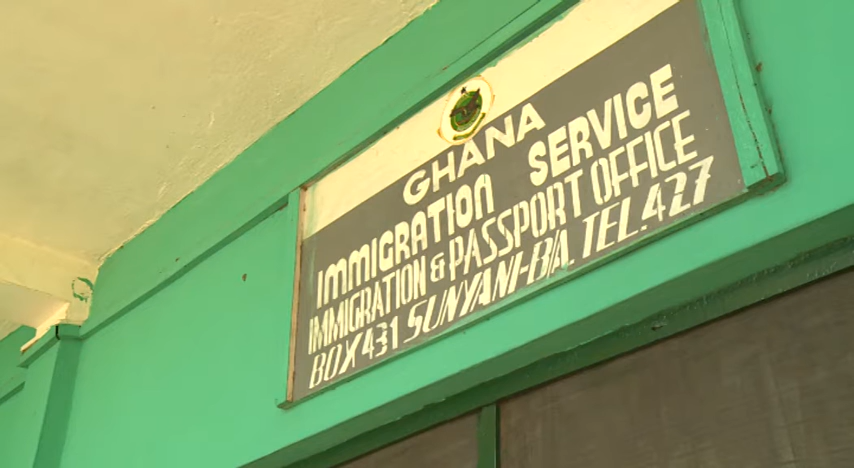 GHANA
IMMIGRATION SERVICE
IMMIGRATION & PASSPORT OFFICE
BOX 431 SUNYANI-B/A. TEL. 427